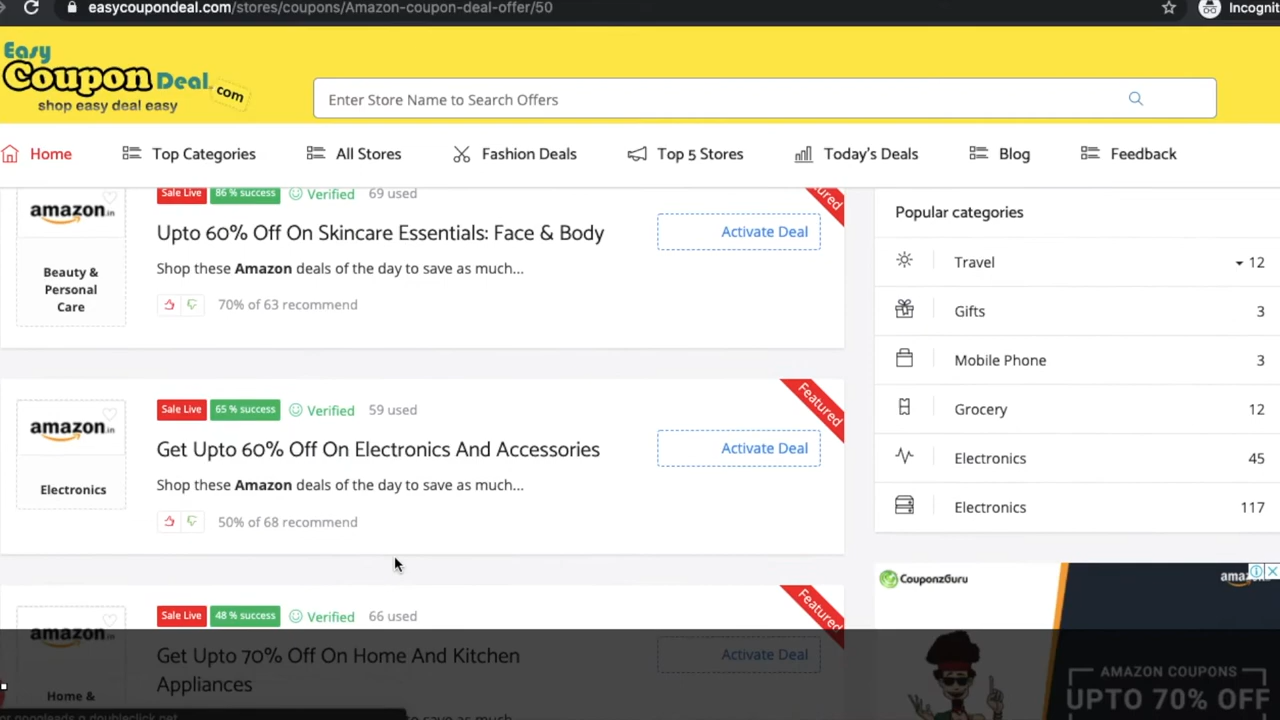 easycoupondeal.com/stores/coupons/Amazon-coupon-deal-offer/50
Incognit
Easy
Coupon Deal.com
shop easy deal easy
Enter Store Name to Search Offers
Home
Top Categories
All Stores
Fashion Deals
Top 5 Stores
Today's Deals
Blog
Feedback
Sale Live 86 % success Verified 69 used
amazon.in
Beauty &
Personal
Care
Upto 60% Off On Skincare Essentials: Face & Body
Shop these Amazon deals of the day to save as much...
70% of 63 recommend
Activate Deal
ured
Sale Live 65 % success Verified 59 used
amazon.in
Electronics
Get Upto 60% Off On Electronics And Accessories
Shop these Amazon deals of the day to save as much...
50% of 68 recommend
Activate Deal
Featured
Sale Live 48 % success Verified 66 used
amazon.in
Home &
Get Upto 70% Off On Home And Kitchen
Appliances
Activate Deal
Featured
Popular categories
Travel 12
Gifts 3
Mobile Phone 3
Grocery 12
Electronics 45
Electronics 117
CouponzGuru
amaz
AMAZON COUPONS
UPTO 70% OFF